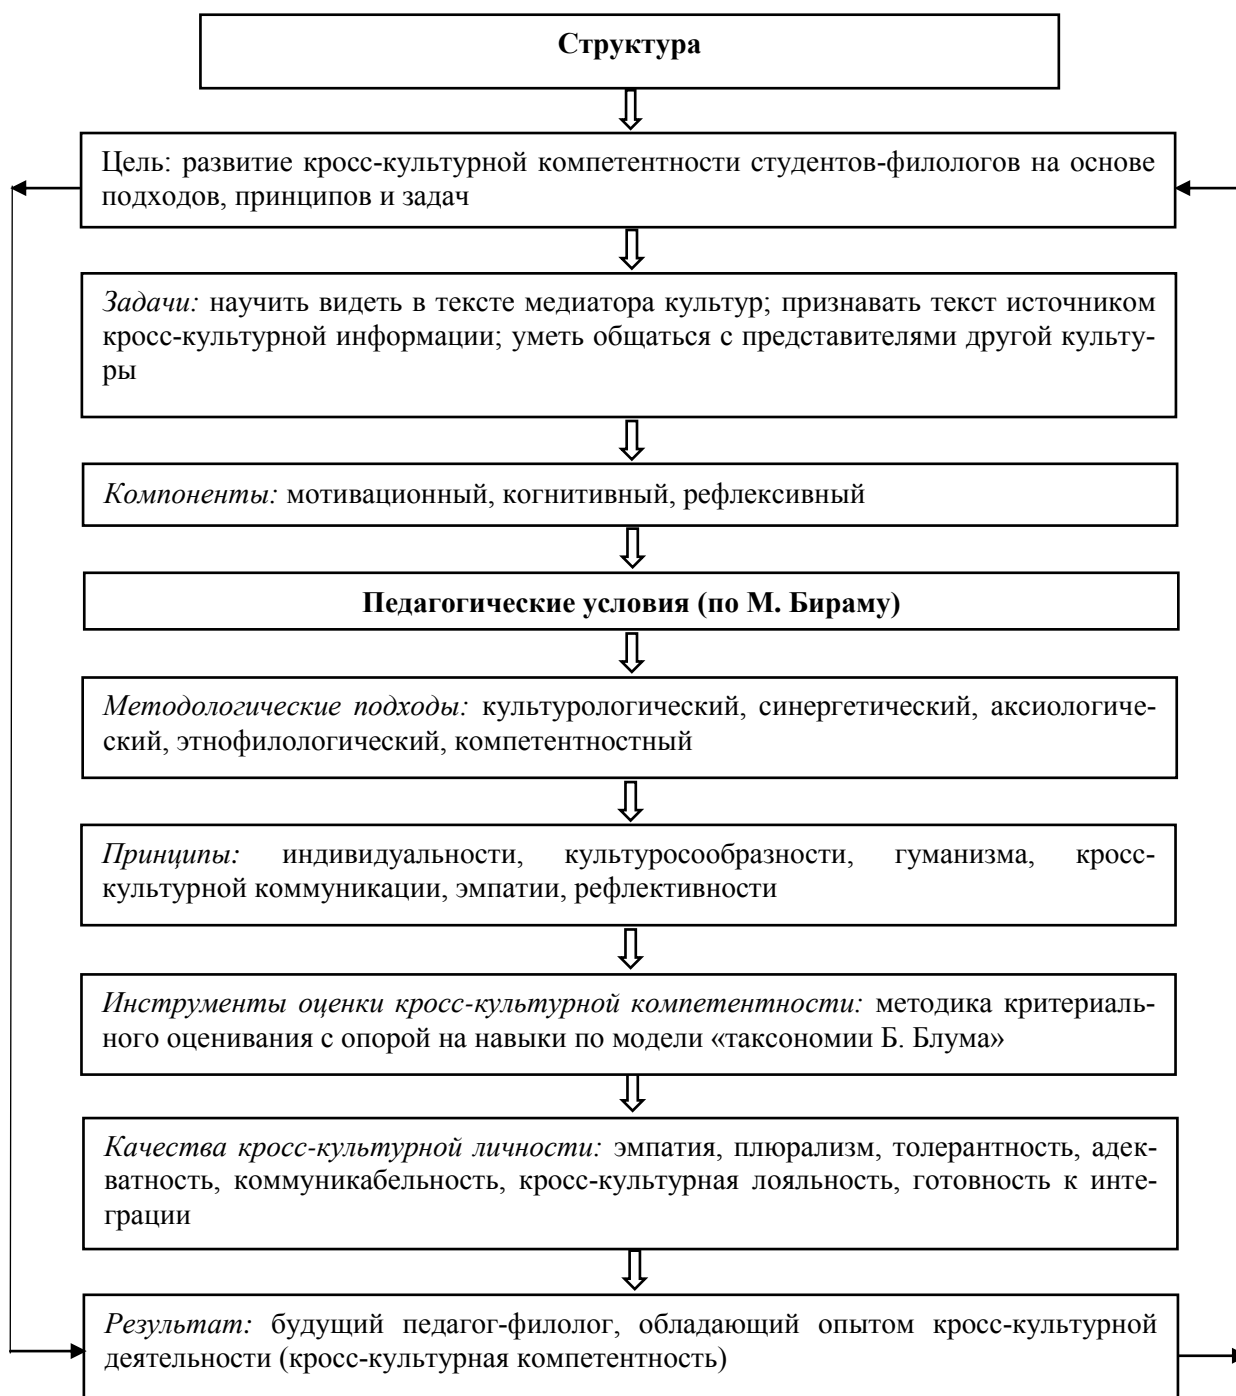 Структура
Цель: развитие кросс-культурной компетентности студентов-филологов на основе
подходов, принципов и задач
Задачи: научить видеть в тексте медиатора культур; признавать текст источником
кросс-культурной информации; уметь общаться с представителями другой культу-
ры
Компоненты: мотивационный, когнитивный, рефлексивный
Педагогические условия (по М. Бираму)
Методологические подходы: культурологический, синергетический, аксиологиче-
ский, этнофилологический, компетентностный
Принципы: индивидуальности, культуросообразности, гуманизма, кросс-
культурной коммуникации, эмпатии, рефлективности
Инструменты оценки кросс-культурной компетентности: методика критериаль-
ного оценивания с опорой на навыки по модели «таксономии Б. Блума»
Качества кросс-культурной личности: эмпатия, плюрализм, толерантность, адек-
ватность, коммуникабельность, кросс-культурная лояльность, готовность к инте-
грации
Результат: будущий педагог-филолог, обладающий опытом кросс-культурной
деятельности (кросс-культурная компетентность)